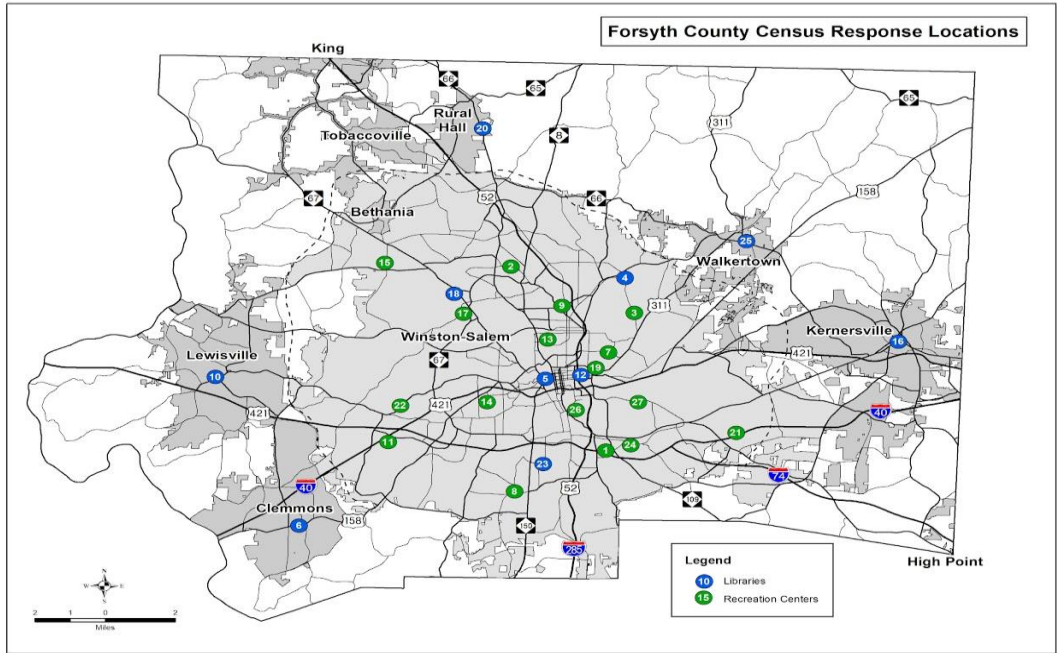 Forsyth County Census Response Locations
King
66
65
65
Rural
Hall
20
311
Tobaccoville
8
158
67
52
66
Bethania
25
Walkertown
15
2
4
18
17
9
3
311
Kernersville
Winston-Salem
13
16
Lewisville
67
7
421
19
10
5
12
22
421
14
26
27
40
421
11
1
24
21
23
74
40
8
52
109
Clemmons
6
158
150
285
High Point
Legend
10 Libraries
15 Recreation Centers
N
W E
S
2 1 0 2
Miles